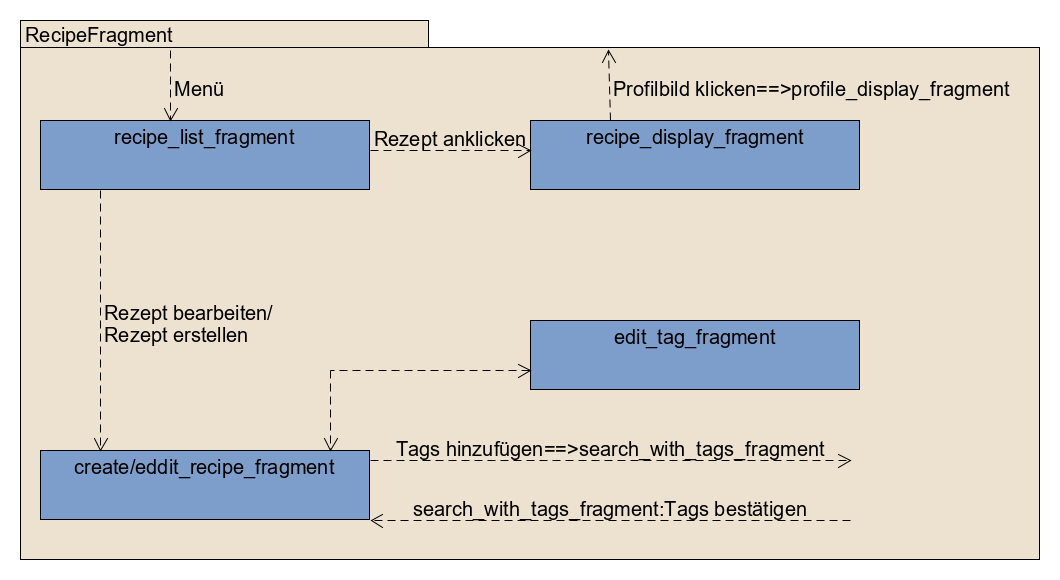 RecipeFragment
Menü
Profilbild klicken==>profile_display_fragment
recipe_list_fragment
Rezept anklicken
recipe_display_fragment
Rezept bearbeiten/
Rezept erstellen
edit_tag_fragment
create/eddit_recipe_fragment
Tags hinzufügen==>search_with_tags_fragment
search_with_tags_fragment:Tags bestätigen